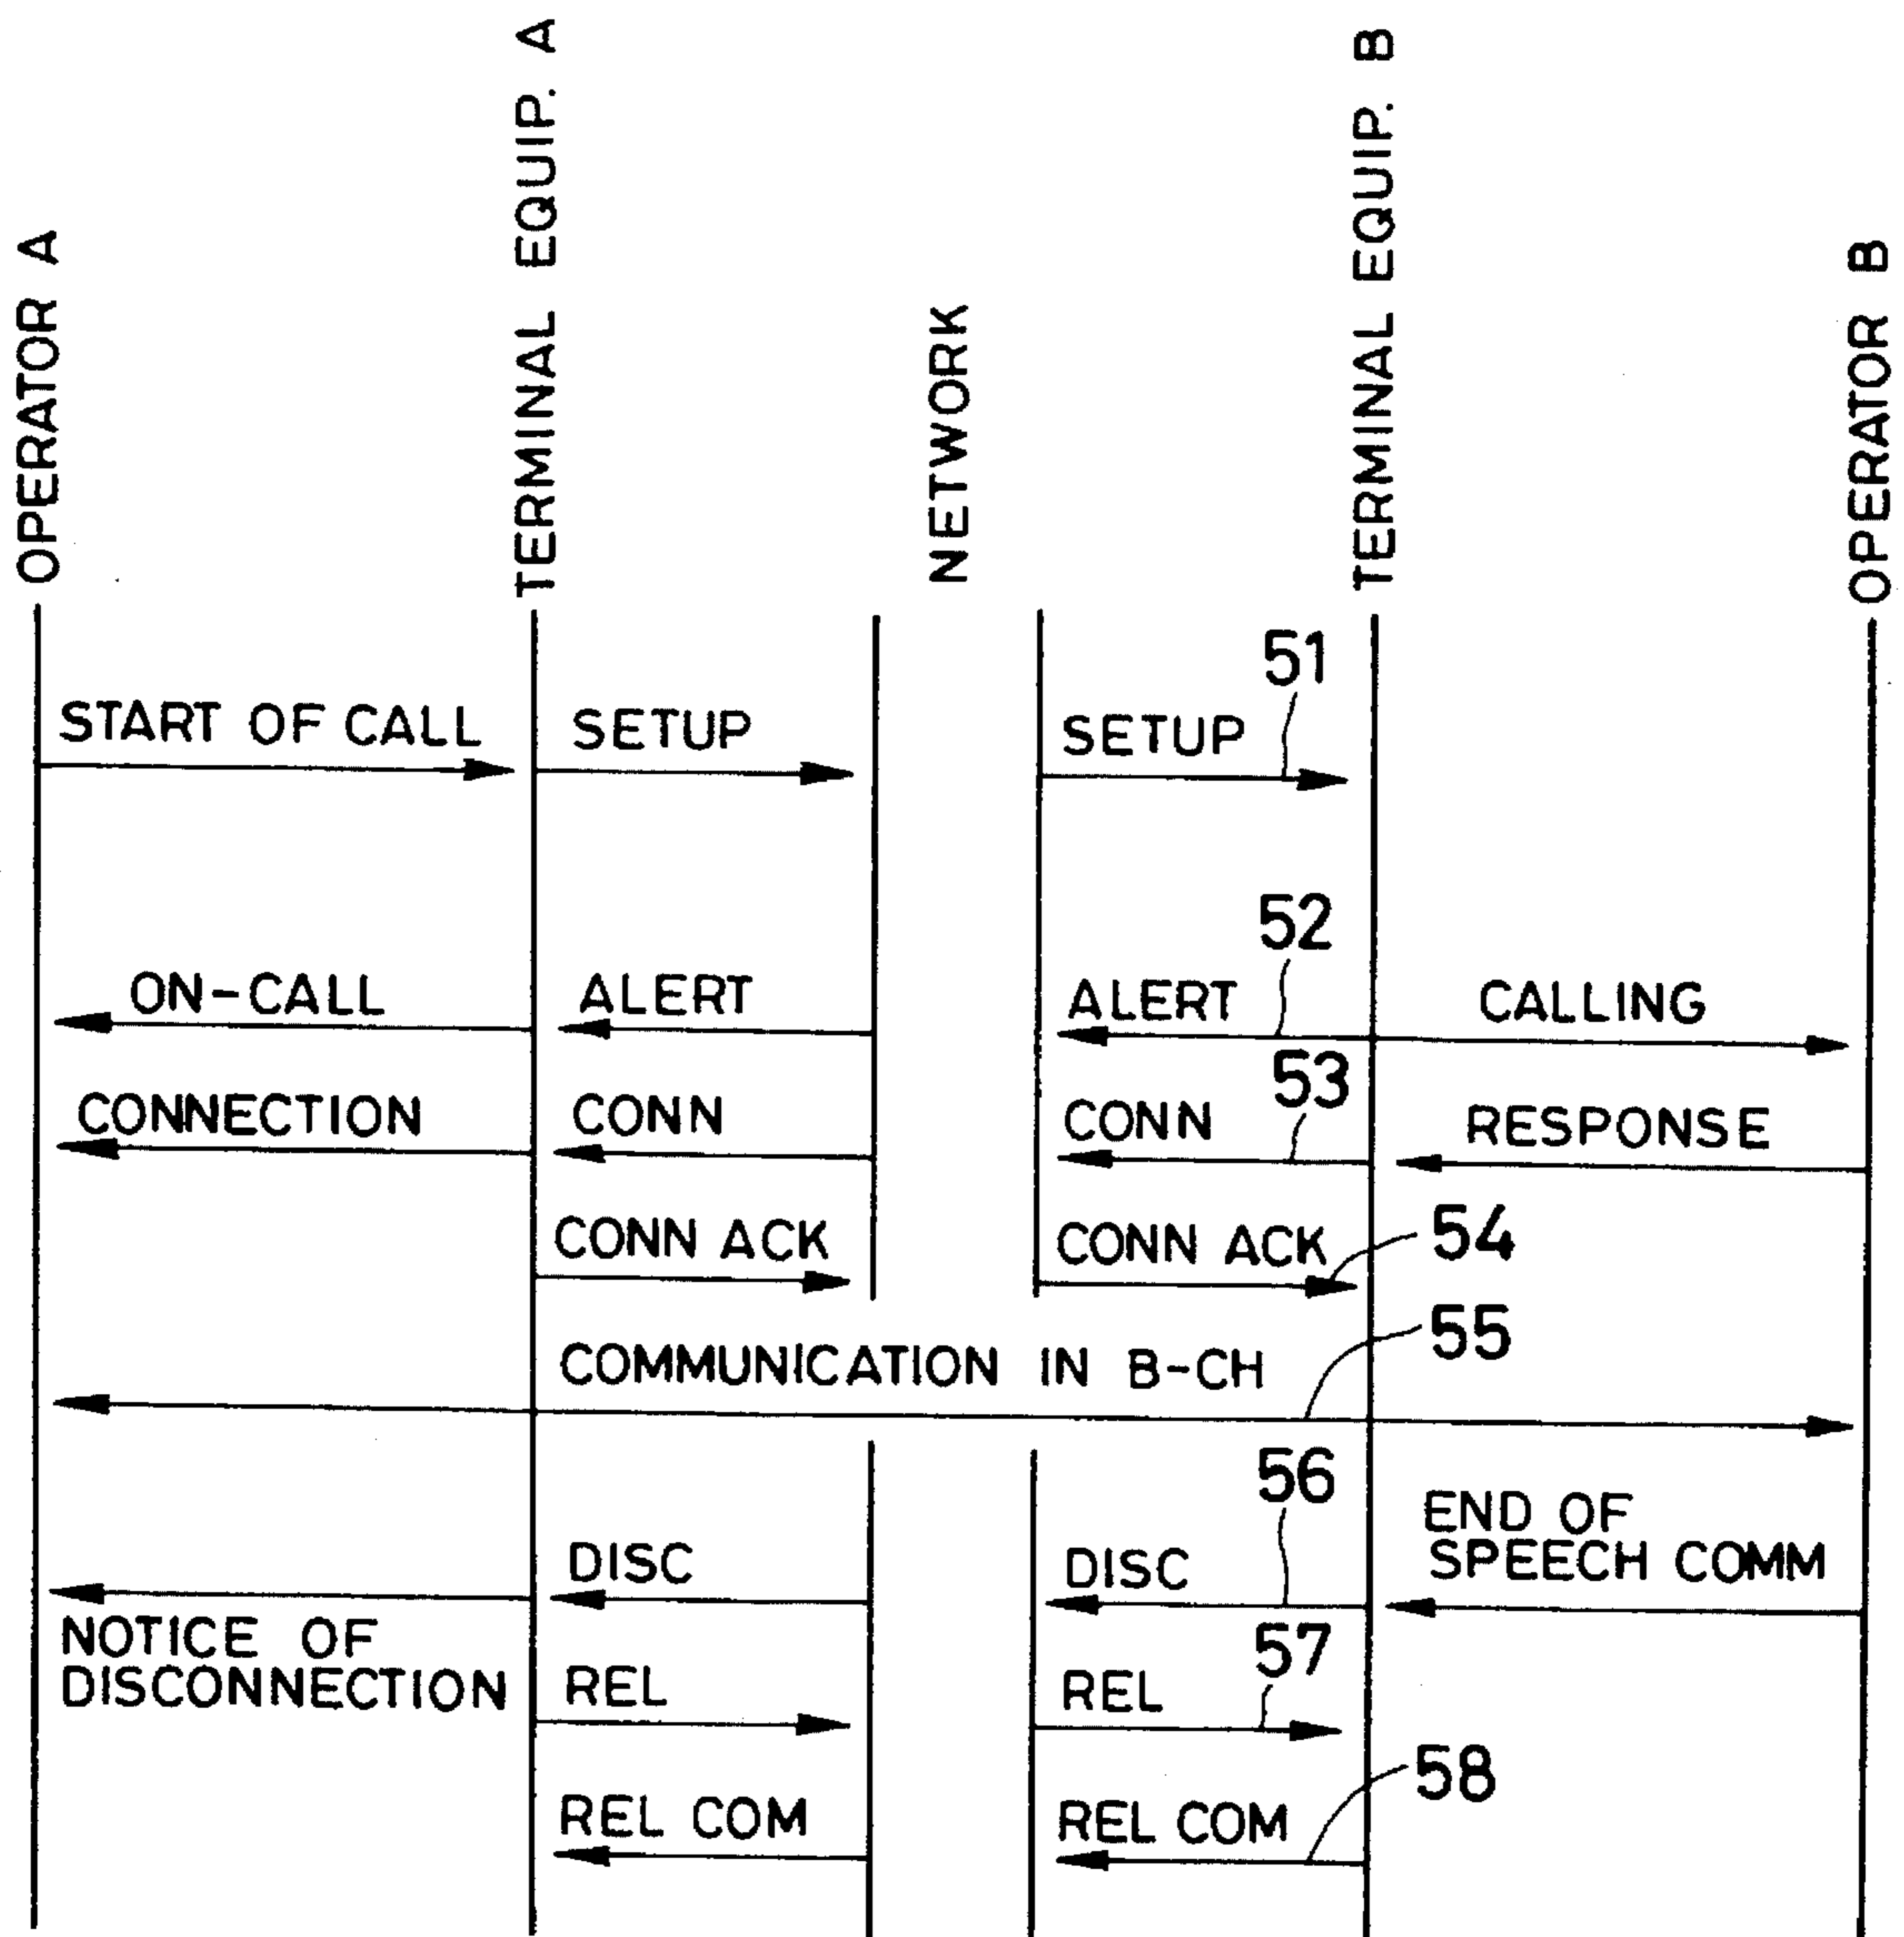 OPERATOR A
TERMINAL EQUIP. A
NETWORK
TERMINAL EQUIP. B
OPERATOR B
START OF CALL
SETUP
SETUP
51
52
ON-CALL
ALERT
ALERT
CALLING
53
CONNECTION
CONN
CONN
RESPONSE
CONN ACK
CONN ACK
54
COMMUNICATION IN B-CH
55
56
DISC
DISC
END OF
SPEECH COMM
NOTICE OF
DISCONNECTION
REL
REL
57
REL COM
REL COM
58